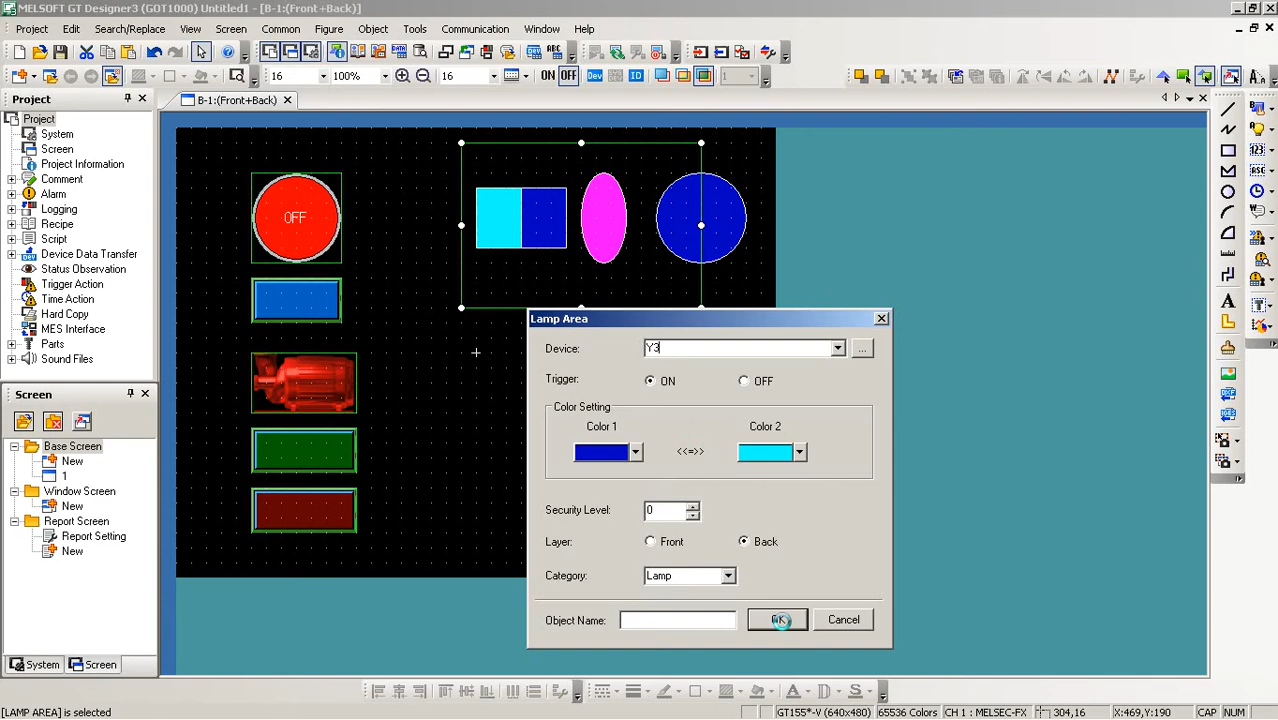 MELSOFT GT Designer3 (GOT1000) Untitled1 - [B-1:(Front+Back)]
Project Edit Search/Replace View Screen Common Figure Object Tools Communication Window Help
16 100% 16 ON OFF Dev ID 1
Project
B-1:(Front+Back)
Project
System
Screen
Project Information
Comment
Alarm
Logging
Recipe
Script
Device Data Transfer
Status Observation
Trigger Action
Time Action
Hard Copy
MES Interface
Parts
Sound Files
Screen
Base Screen
New
1
Window Screen
New
Report Screen
Report Setting
New
System Screen
OFF
Lamp Area
Device: Y3 ...
Trigger: ON OFF
Color Setting
Color 1 Color 2
<<=>>
Security Level: 0
Layer: Front Back
Category: Lamp
Object Name: OK Cancel
[LAMP AREA] is selected GT155*-V (640x480) 65536 Colors CH 1 : MELSEC-FX 304,16 X:469,Y:190 CAP NUM